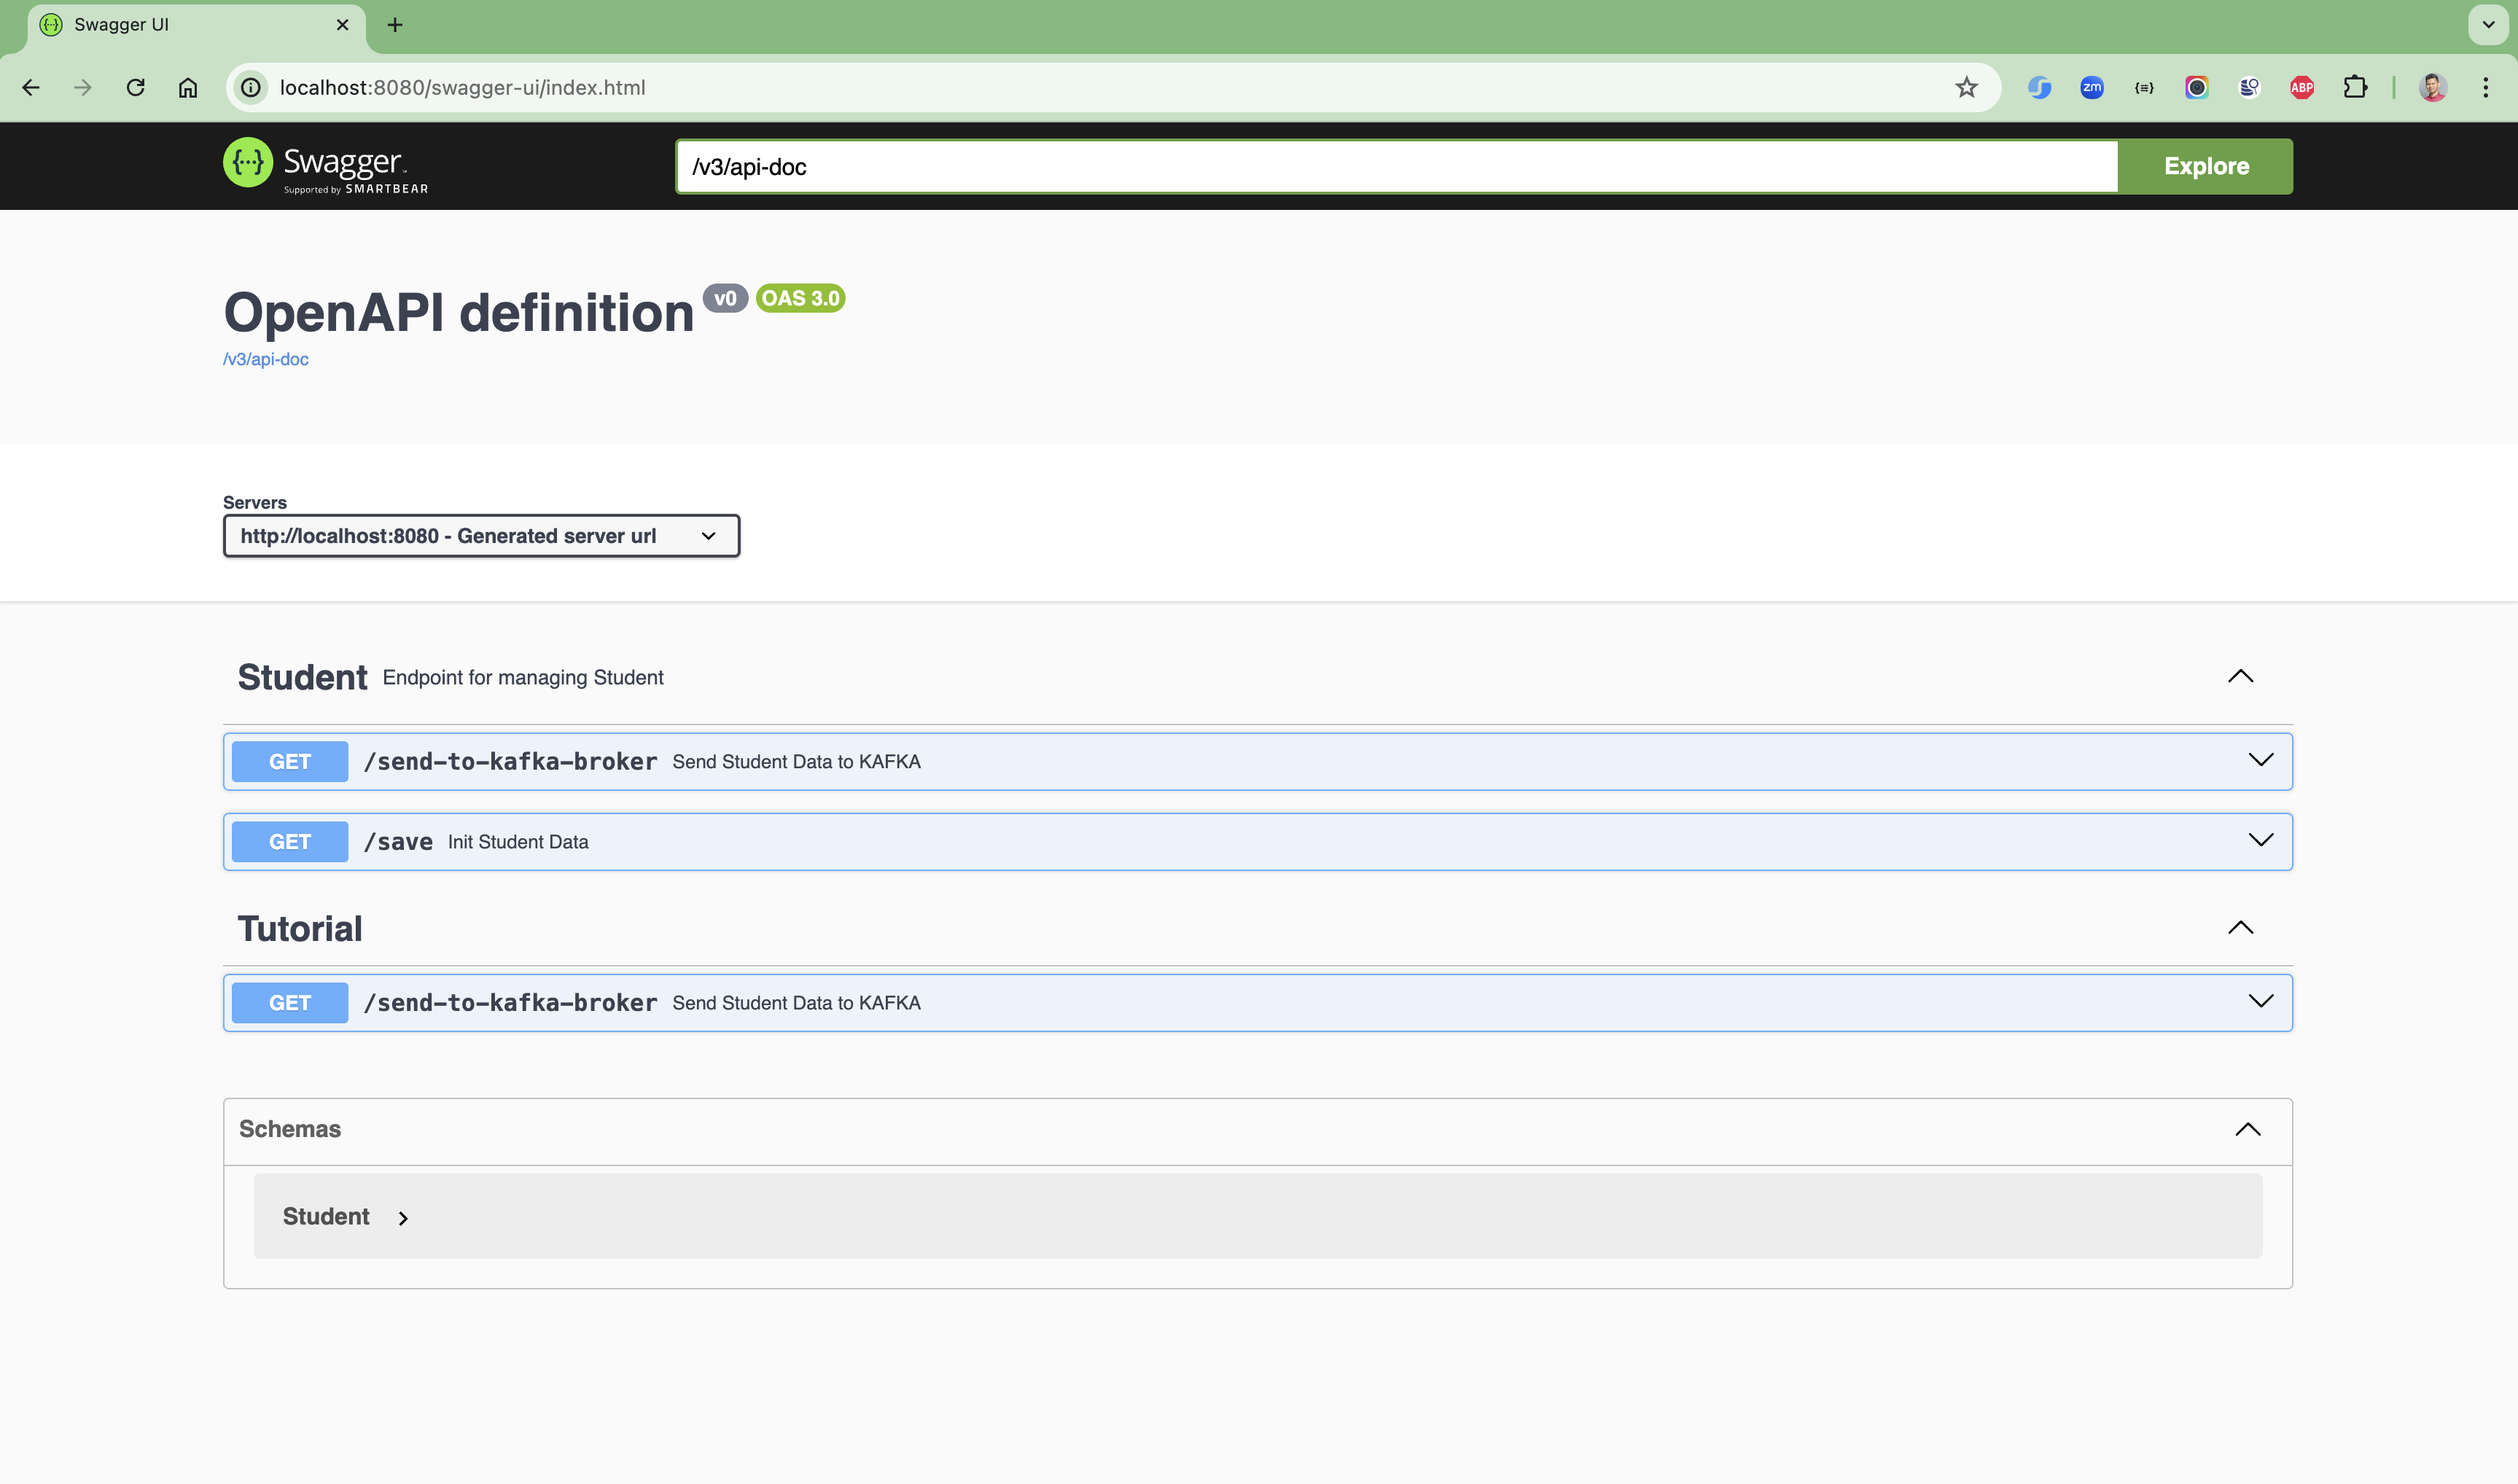 Swagger UI
localhost:8080/swagger-ui/index.html
zm
ABP
Swagger
Supported by SMARTBEAR
/v3/api-doc
Explore
OpenAPI definition v0 OAS 3.0
/v3/api-doc
Servers
http://localhost:8080 - Generated server url
Student Endpoint for managing Student
GET /send-to-kafka-broker Send Student Data to KAFKA
GET /save Init Student Data
Tutorial
GET /send-to-kafka-broker Send Student Data to KAFKA
Schemas
Student